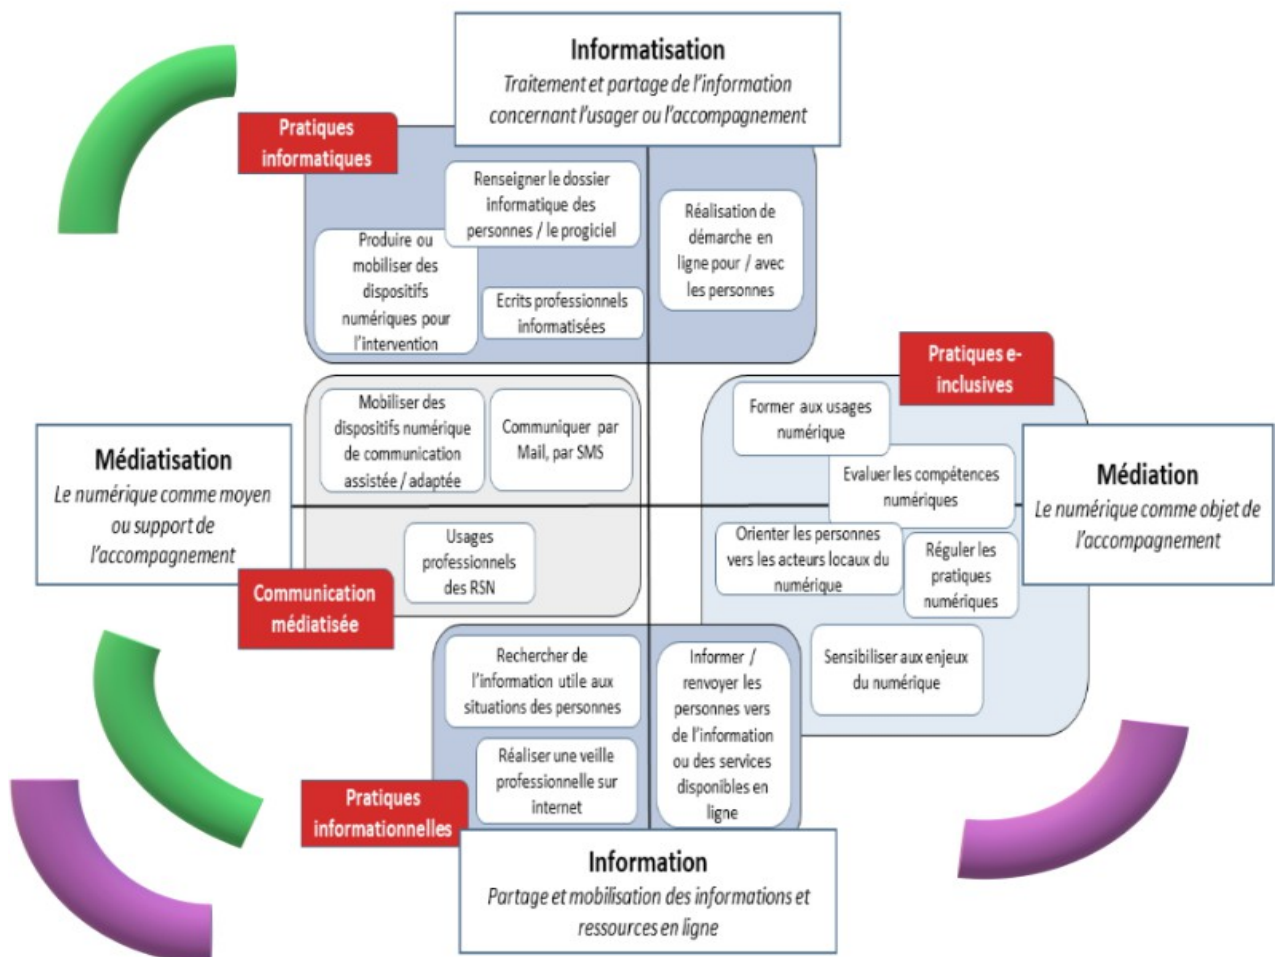 Informatisation
Traitement et partage de l'information
concernant l'usager ou l'accompagnement
Pratiques
informatiques
Renseigner le dossier
informatique des
personnes / le progiciel
Réalisation de
démarche en
ligne pour / avec
les personnes
Produire ou
mobiliser des
dispositifs
numériques pour
l'intervention
Ecrits professionnels
informatisées
Pratiques e-
inclusives
Mobiliser des
dispositifs numérique
de communication
assistée / adaptée
Communiquer par
Mail, par SMS
Former aux usages
numérique
Evaluer les compétences
numériques
Médiatisation
Le numérique comme moyen
ou support de
l'accompagnement
Médiation
Le numérique comme objet de
l'accompagnement
Usages
professionnels
des RSN
Orienter les personnes
vers les acteurs locaux du
numérique
Réguler les
pratiques
numériques
Communication
médiatisée
Rechercher de
l'information utile aux
situations des personnes
Informer /
renvoyer les
personnes vers
de l'information
ou des services
disponibles en
ligne
Sensibiliser aux enjeux
du numérique
Réaliser une veille
professionnelle sur
internet
Pratiques
informationnelles
Information
Partage et mobilisation des informations et
ressources en ligne